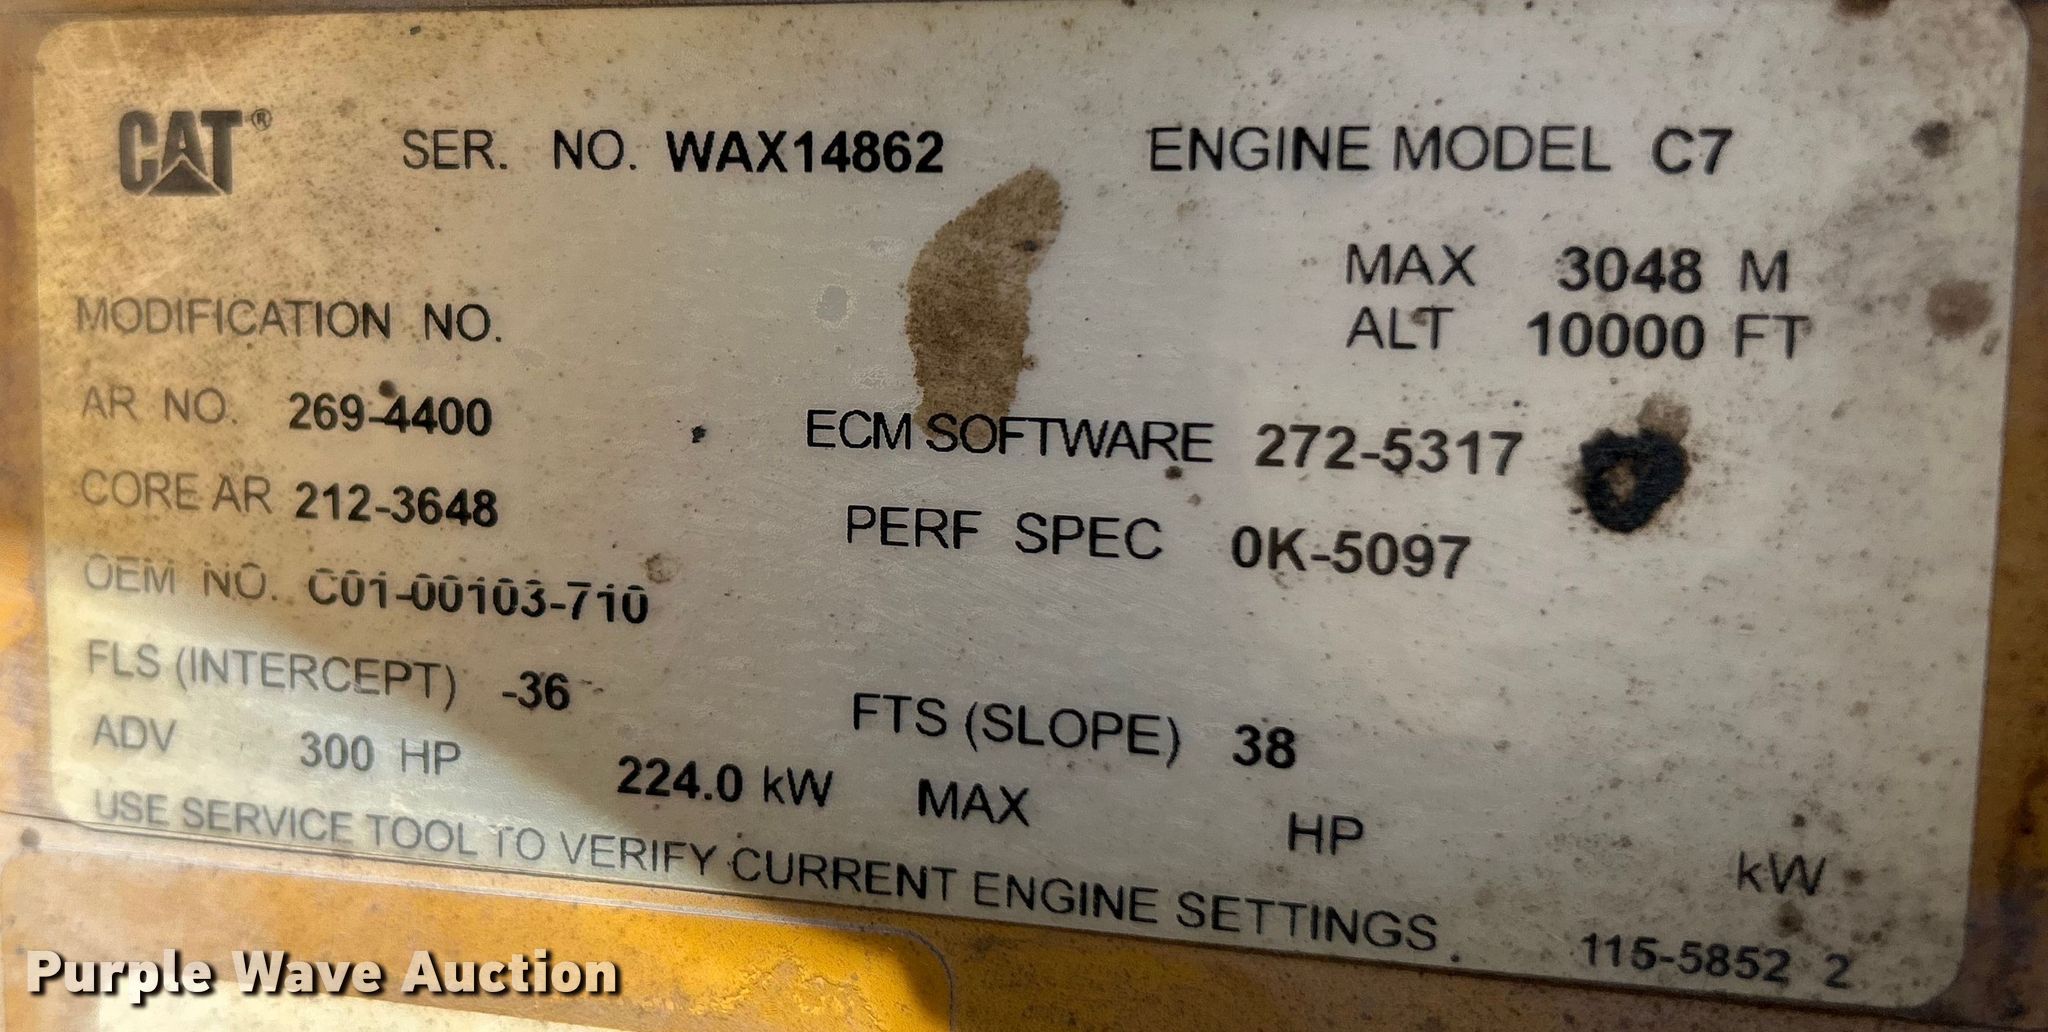 CAT® SER. NO. WAX14862 ENGINE MODEL C7
MAX 3048 M
MODIFICATION NO. ALT 10000 FT
AR NO. 269-4400 ECM SOFTWARE 272-5317
CORE AR 212-3648 PERF SPEC 0K-5097
OEM NO. C01-00103-710
FLS (INTERCEPT) -36 FTS (SLOPE) 38
ADV 300 HP 224.0 kW MAX HP kW
USE SERVICE TOOL TO VERIFY CURRENT ENGINE SETTINGS. 115-5852 2
Purple Wave Auction